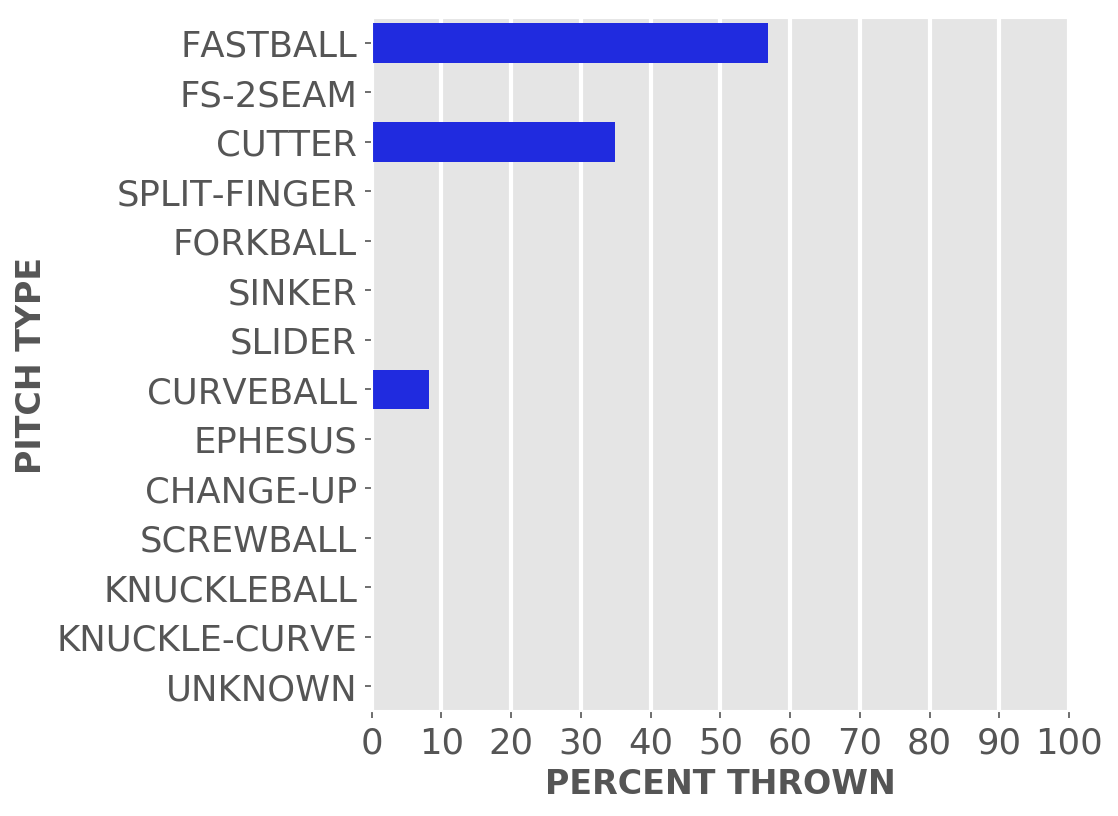 FASTBALL
FS-2SEAM
CUTTER
SPLIT-FINGER
FORKBALL
SINKER
SLIDER
CURVEBALL
EPHESUS
CHANGE-UP
SCREWBALL
KNUCKLEBALL
KNUCKLE-CURVE
UNKNOWN
PITCH TYPE
0 10 20 30 40 50 60 70 80 90 100
PERCENT THROWN